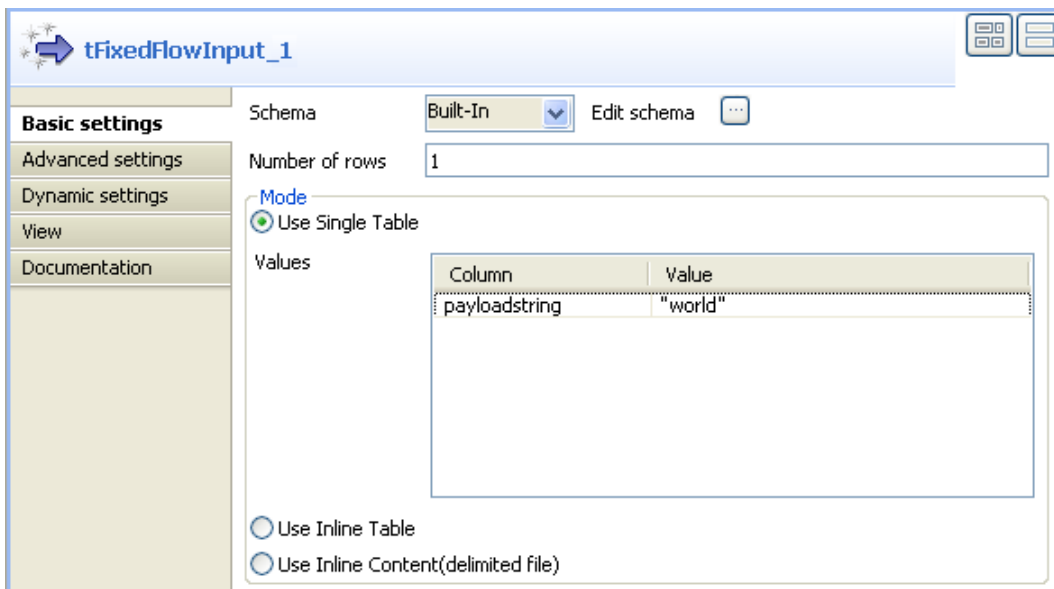 tFixedFlowInput_1
Basic settings
Advanced settings
Dynamic settings
View
Documentation
Schema Built-In Edit schema ...
Number of rows 1
Mode
Use Single Table
Values
Column Value
payloadstring "world"
Use Inline Table
Use Inline Content(delimited file)